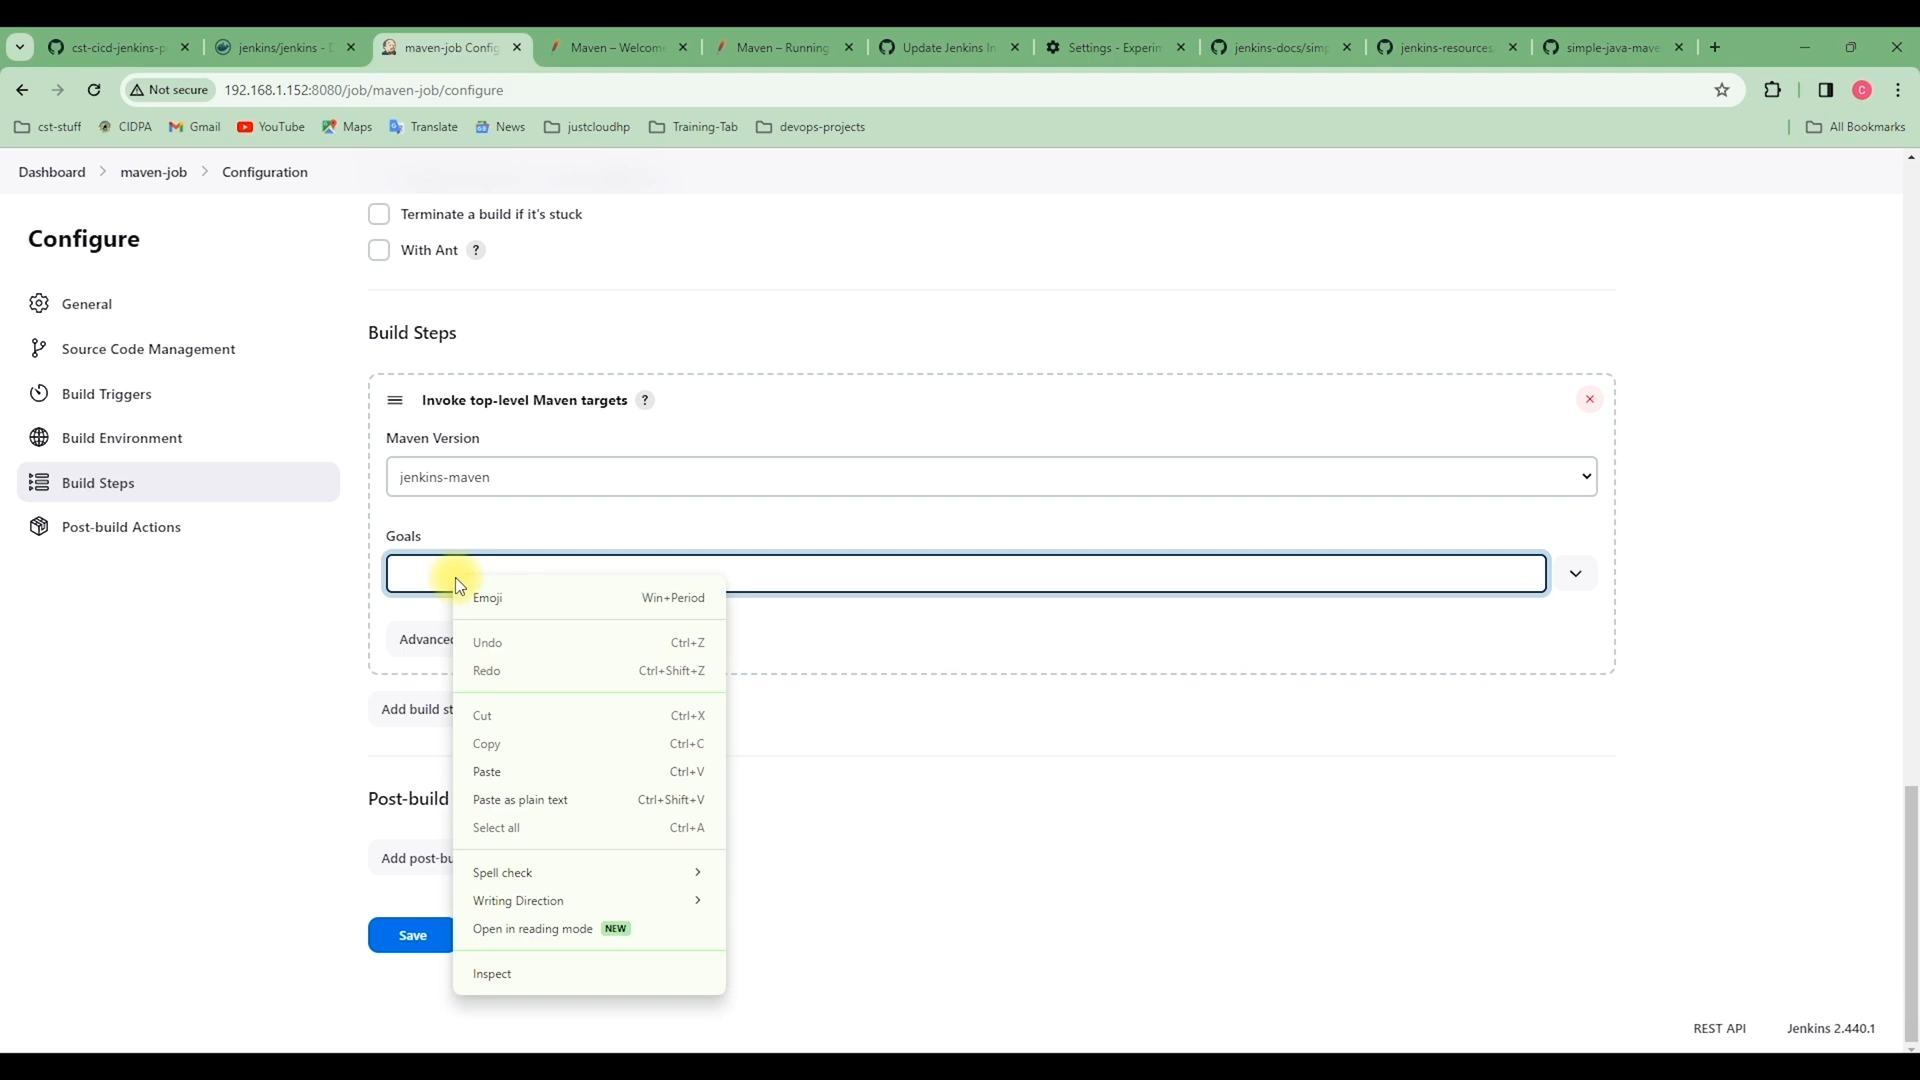 cst-cicd-jenkins-p
jenkins/jenkins - D
maven-job Config
Maven – Welcome
Maven – Running
Update Jenkins In
Settings - Experim
jenkins-docs/simp
jenkins-resources
simple-java-mave
Not secure
192.168.1.152:8080/job/maven-job/configure
C
cst-stuff
CIDPA
Gmail
YouTube
Maps
Translate
News
justcloudhp
Training-Tab
devops-projects
All Bookmarks
Dashboard
maven-job
Configuration
Configure
General
Source Code Management
Build Triggers
Build Environment
Build Steps
Post-build Actions
Terminate a build if it's stuck
With Ant ?
Build Steps
Invoke top-level Maven targets ?
Maven Version
jenkins-maven
Goals
Advanced
Add build st
Post-build
Add post-bu
Save
Emoji Win+Period
Undo Ctrl+Z
Redo Ctrl+Shift+Z
Cut Ctrl+X
Copy Ctrl+C
Paste Ctrl+V
Paste as plain text Ctrl+Shift+V
Select all Ctrl+A
Spell check
Writing Direction
Open in reading mode NEW
Inspect
REST API
Jenkins 2.440.1